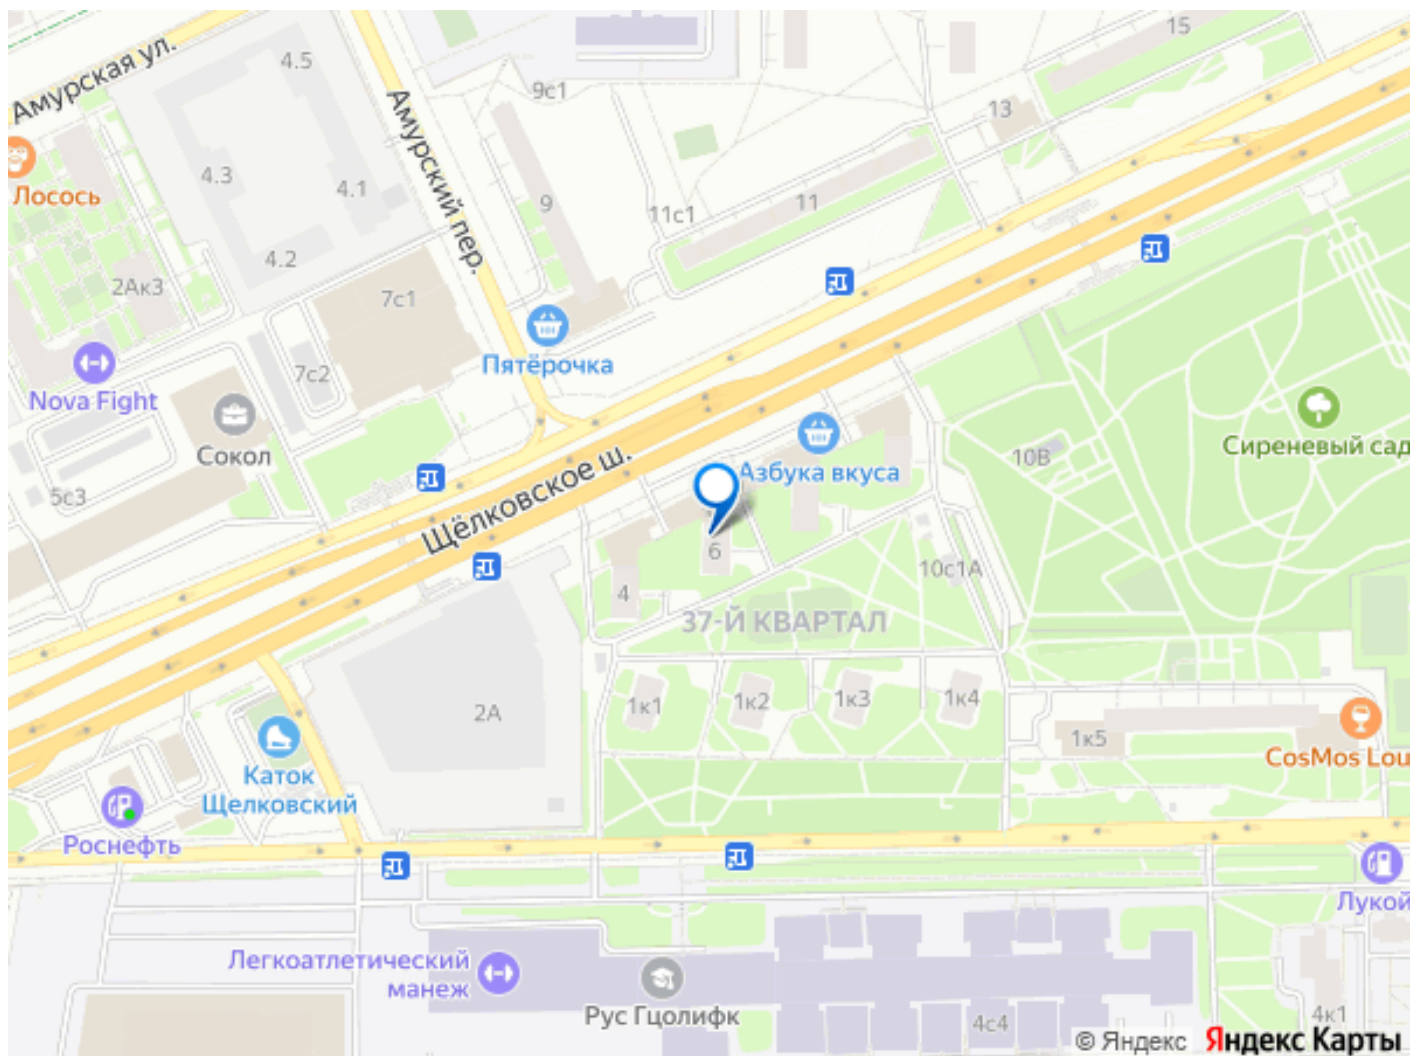 15
4.5
Амурская ул.
9с1
Амурский пер.
13
4.3
4.1
Лосось
9
11с1
11
4.2
2Ак3
7с1
Пятёрочка
7с2
Nova Fight
Сиреневый сад
Сокол
10В
Щёлковское ш.
Азбука вкуса
5с3
6
10с1А
4
37-Й КВАРТАЛ
1к1
1к2
1к3
1к4
2А
1к5
CosMos Lou
Каток
Щелковский
Роснефть
Лукой
Легкоатлетический
манеж
Рус Гцолифк
4с4
4к1
© Яндекс Яндекс Карты